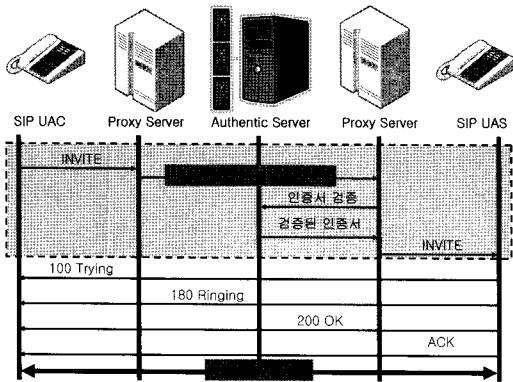 SIP UAC
Proxy Server
Authentic Server
Proxy Server
SIP UAS
INVITE
인증서 검증
검증된 인증서
INVITE
100 Trying
180 Ringing
200 OK
ACK